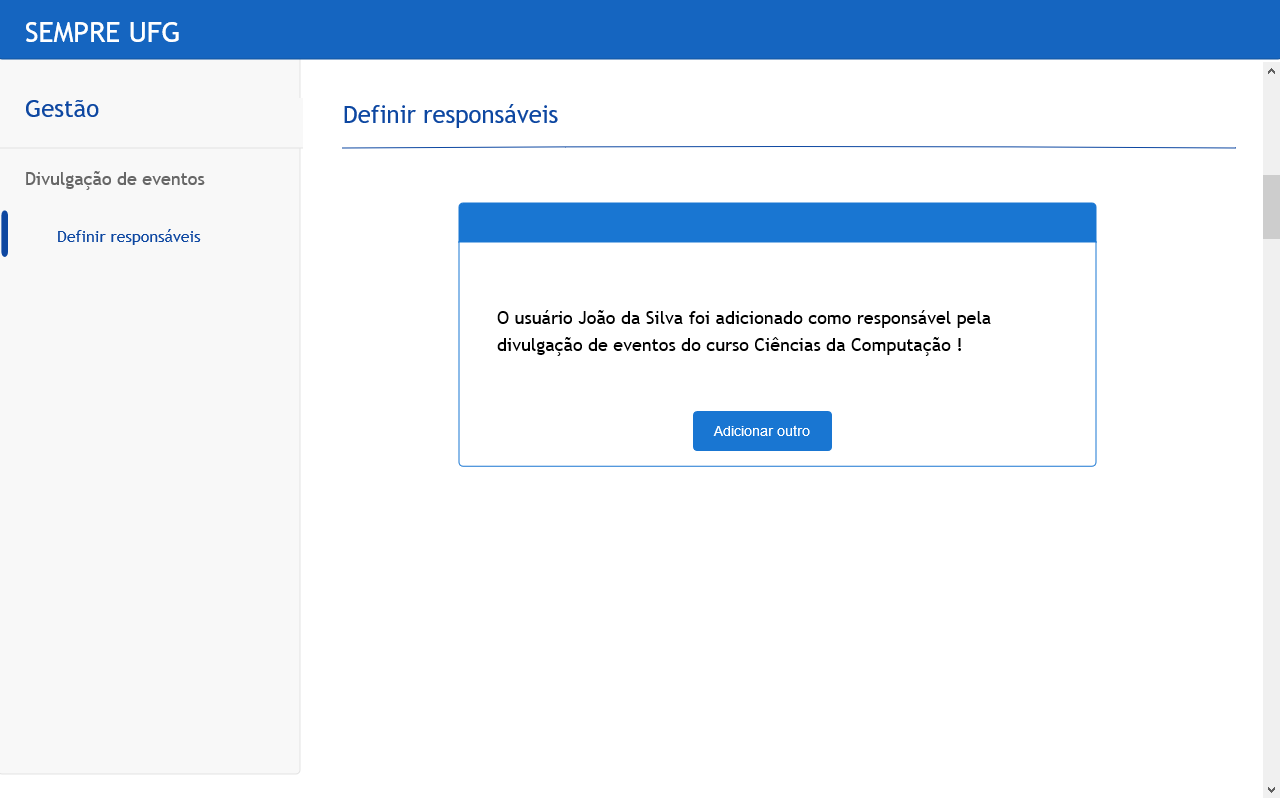 SEMPRE UFG
Gestão
Divulgação de eventos
Definir responsáveis
Definir responsáveis
O usuário João da Silva foi adicionado como responsável pela
divulgação de eventos do curso Ciências da Computação !
Adicionar outro